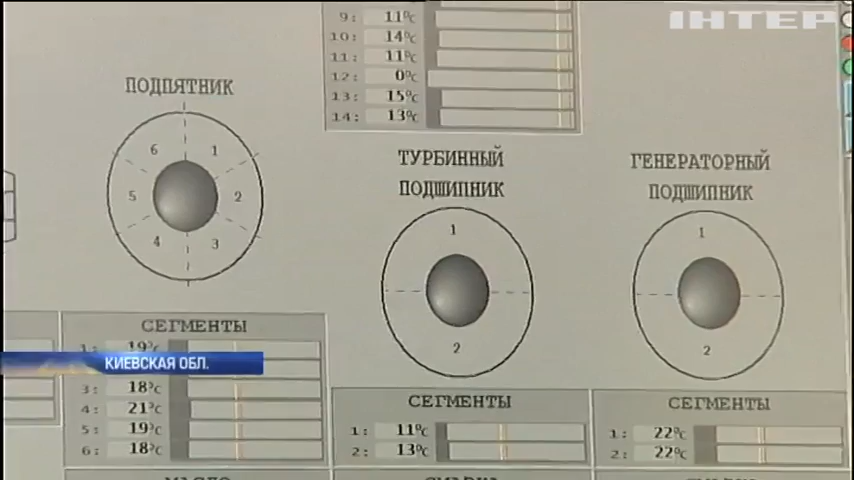 ІНТЕР
9: 11°C
10: 14°C
11: 11°C
12: 0°C
13: 15°C
14: 13°C
ПОДПЯТНИК
6 1
5 2
4 3
ТУРБИННЫЙ
ПОДШИПНИК
1
2
ГЕНЕРАТОРНЫЙ
ПОДШИПНИК
1
2
СЕГМЕНТЫ
1: 19°C
КИЕВСКАЯ ОБЛ.
3: 18°C
4: 21°C
5: 19°C
6: 18°C
СЕГМЕНТЫ
1: 11°C
2: 13°C
СЕГМЕНТЫ
1: 22°C
2: 22°C